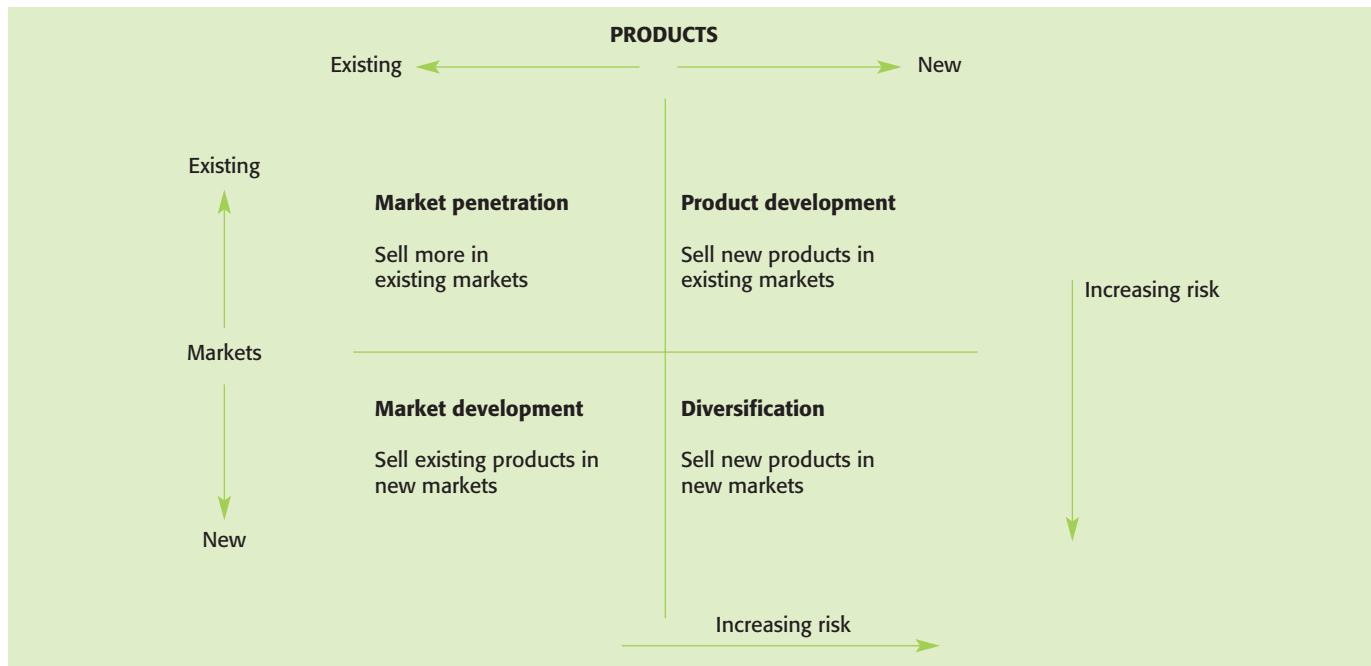 PRODUCTS
Existing
New
Existing
Market penetration
Product development
Sell more in
existing markets
Sell new products in
existing markets
Increasing risk
Markets
Market development
Diversification
Sell existing products in
new markets
Sell new products in
new markets
New
Increasing risk